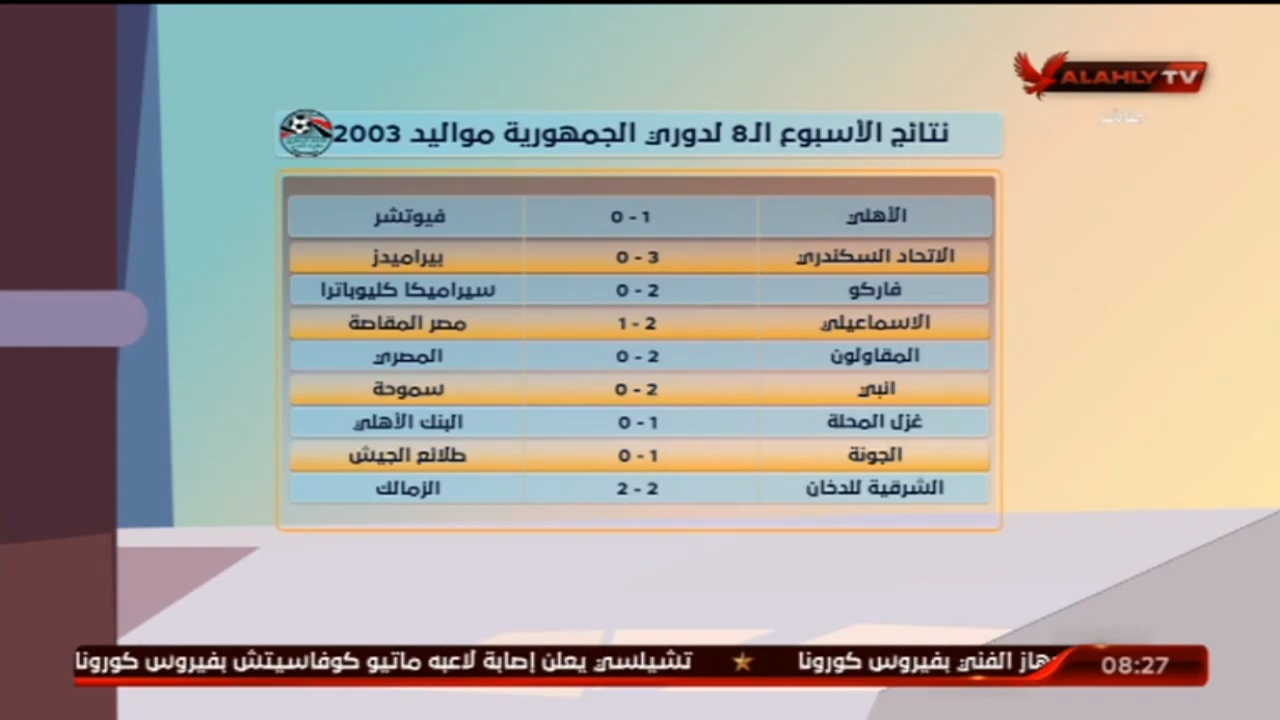 ALAHLY TV
نتائج الأسبوع الـ8 لدوري الجمهورية مواليد 2003
الأهلي 1 - 0 فيوتشر
الاتحاد السكندري 3 - 0 بيراميدز
فاركو 2 - 0 سيراميكا كليوباترا
الاسماعيلي 2 - 1 مصر المقاصة
المقاولون 2 - 0 المصري
انبي 2 - 0 سموحة
غزل المحلة 1 - 0 البنك الأهلي
الجونة 1 - 0 طلائع الجيش
الشرقية للدخان 2 - 2 الزمالك
08:27 الفني بفيروس كورونا تشيلسي يعلن إصابة لاعبه ماتيو كوفاسيتش بفيروس كورونا